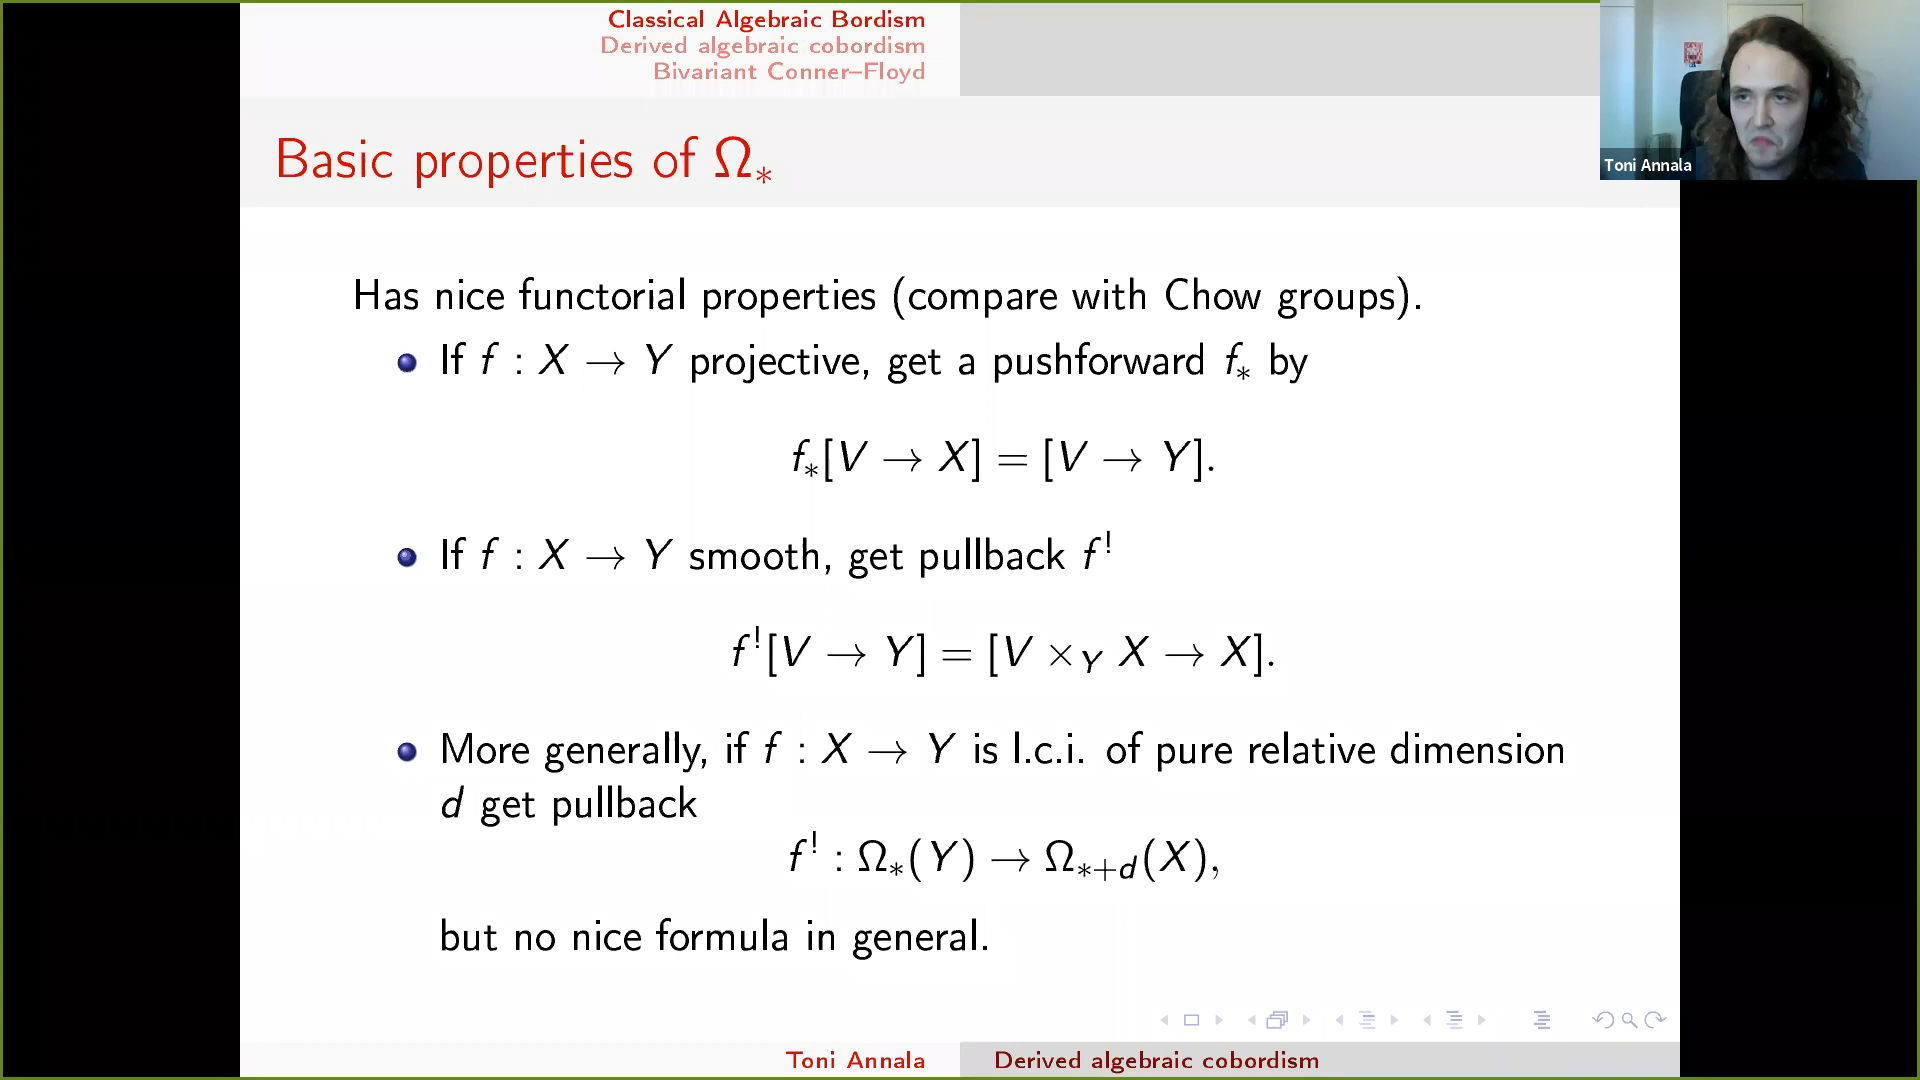 Classical Algebraic Bordism
Derived algebraic cobordism
Bivariant Conner–Floyd
Toni Annala
Basic properties of Ω∗
Has nice functorial properties (compare with Chow groups).
If f : X → Y projective, get a pushforward f∗ by
f∗[V → X] = [V → Y].
If f : X → Y smooth, get pullback f!
f![V → Y] = [V ×_Y X → X].
More generally, if f : X → Y is l.c.i. of pure relative dimension
d get pullback
f! : Ω∗(Y) → Ω∗+d(X),
but no nice formula in general.
Toni Annala
Derived algebraic cobordism